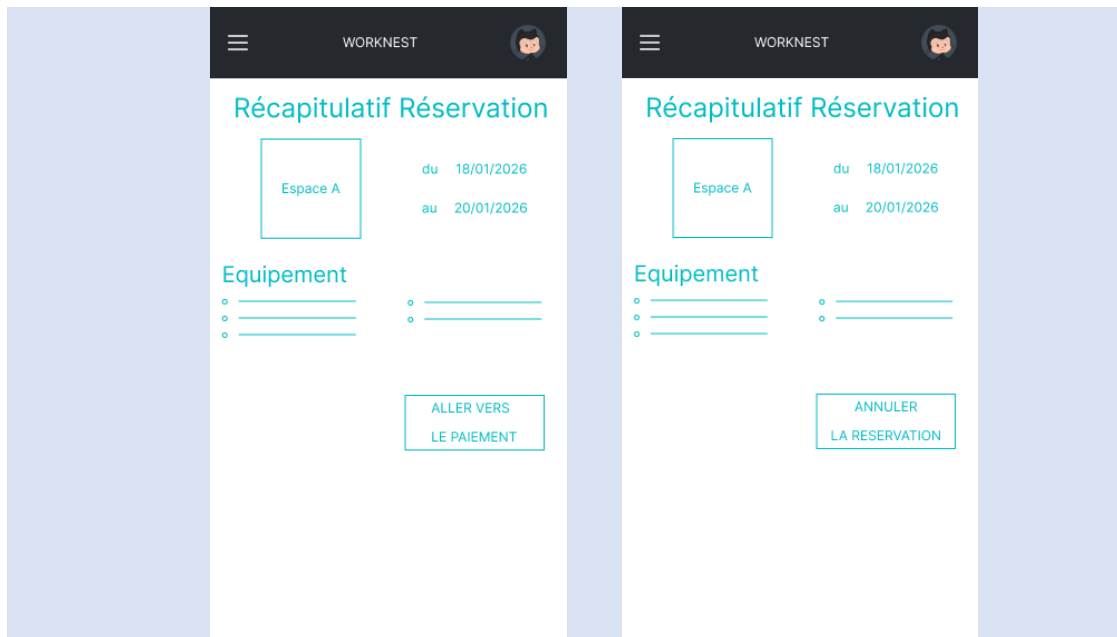 WORKNEST
Récapitulatif Réservation
Espace A
du 18/01/2026
au 20/01/2026
Equipement
ALLER VERS
LE PAIEMENT
WORKNEST
Récapitulatif Réservation
Espace A
du 18/01/2026
au 20/01/2026
Equipement
ANNULER
LA RESERVATION